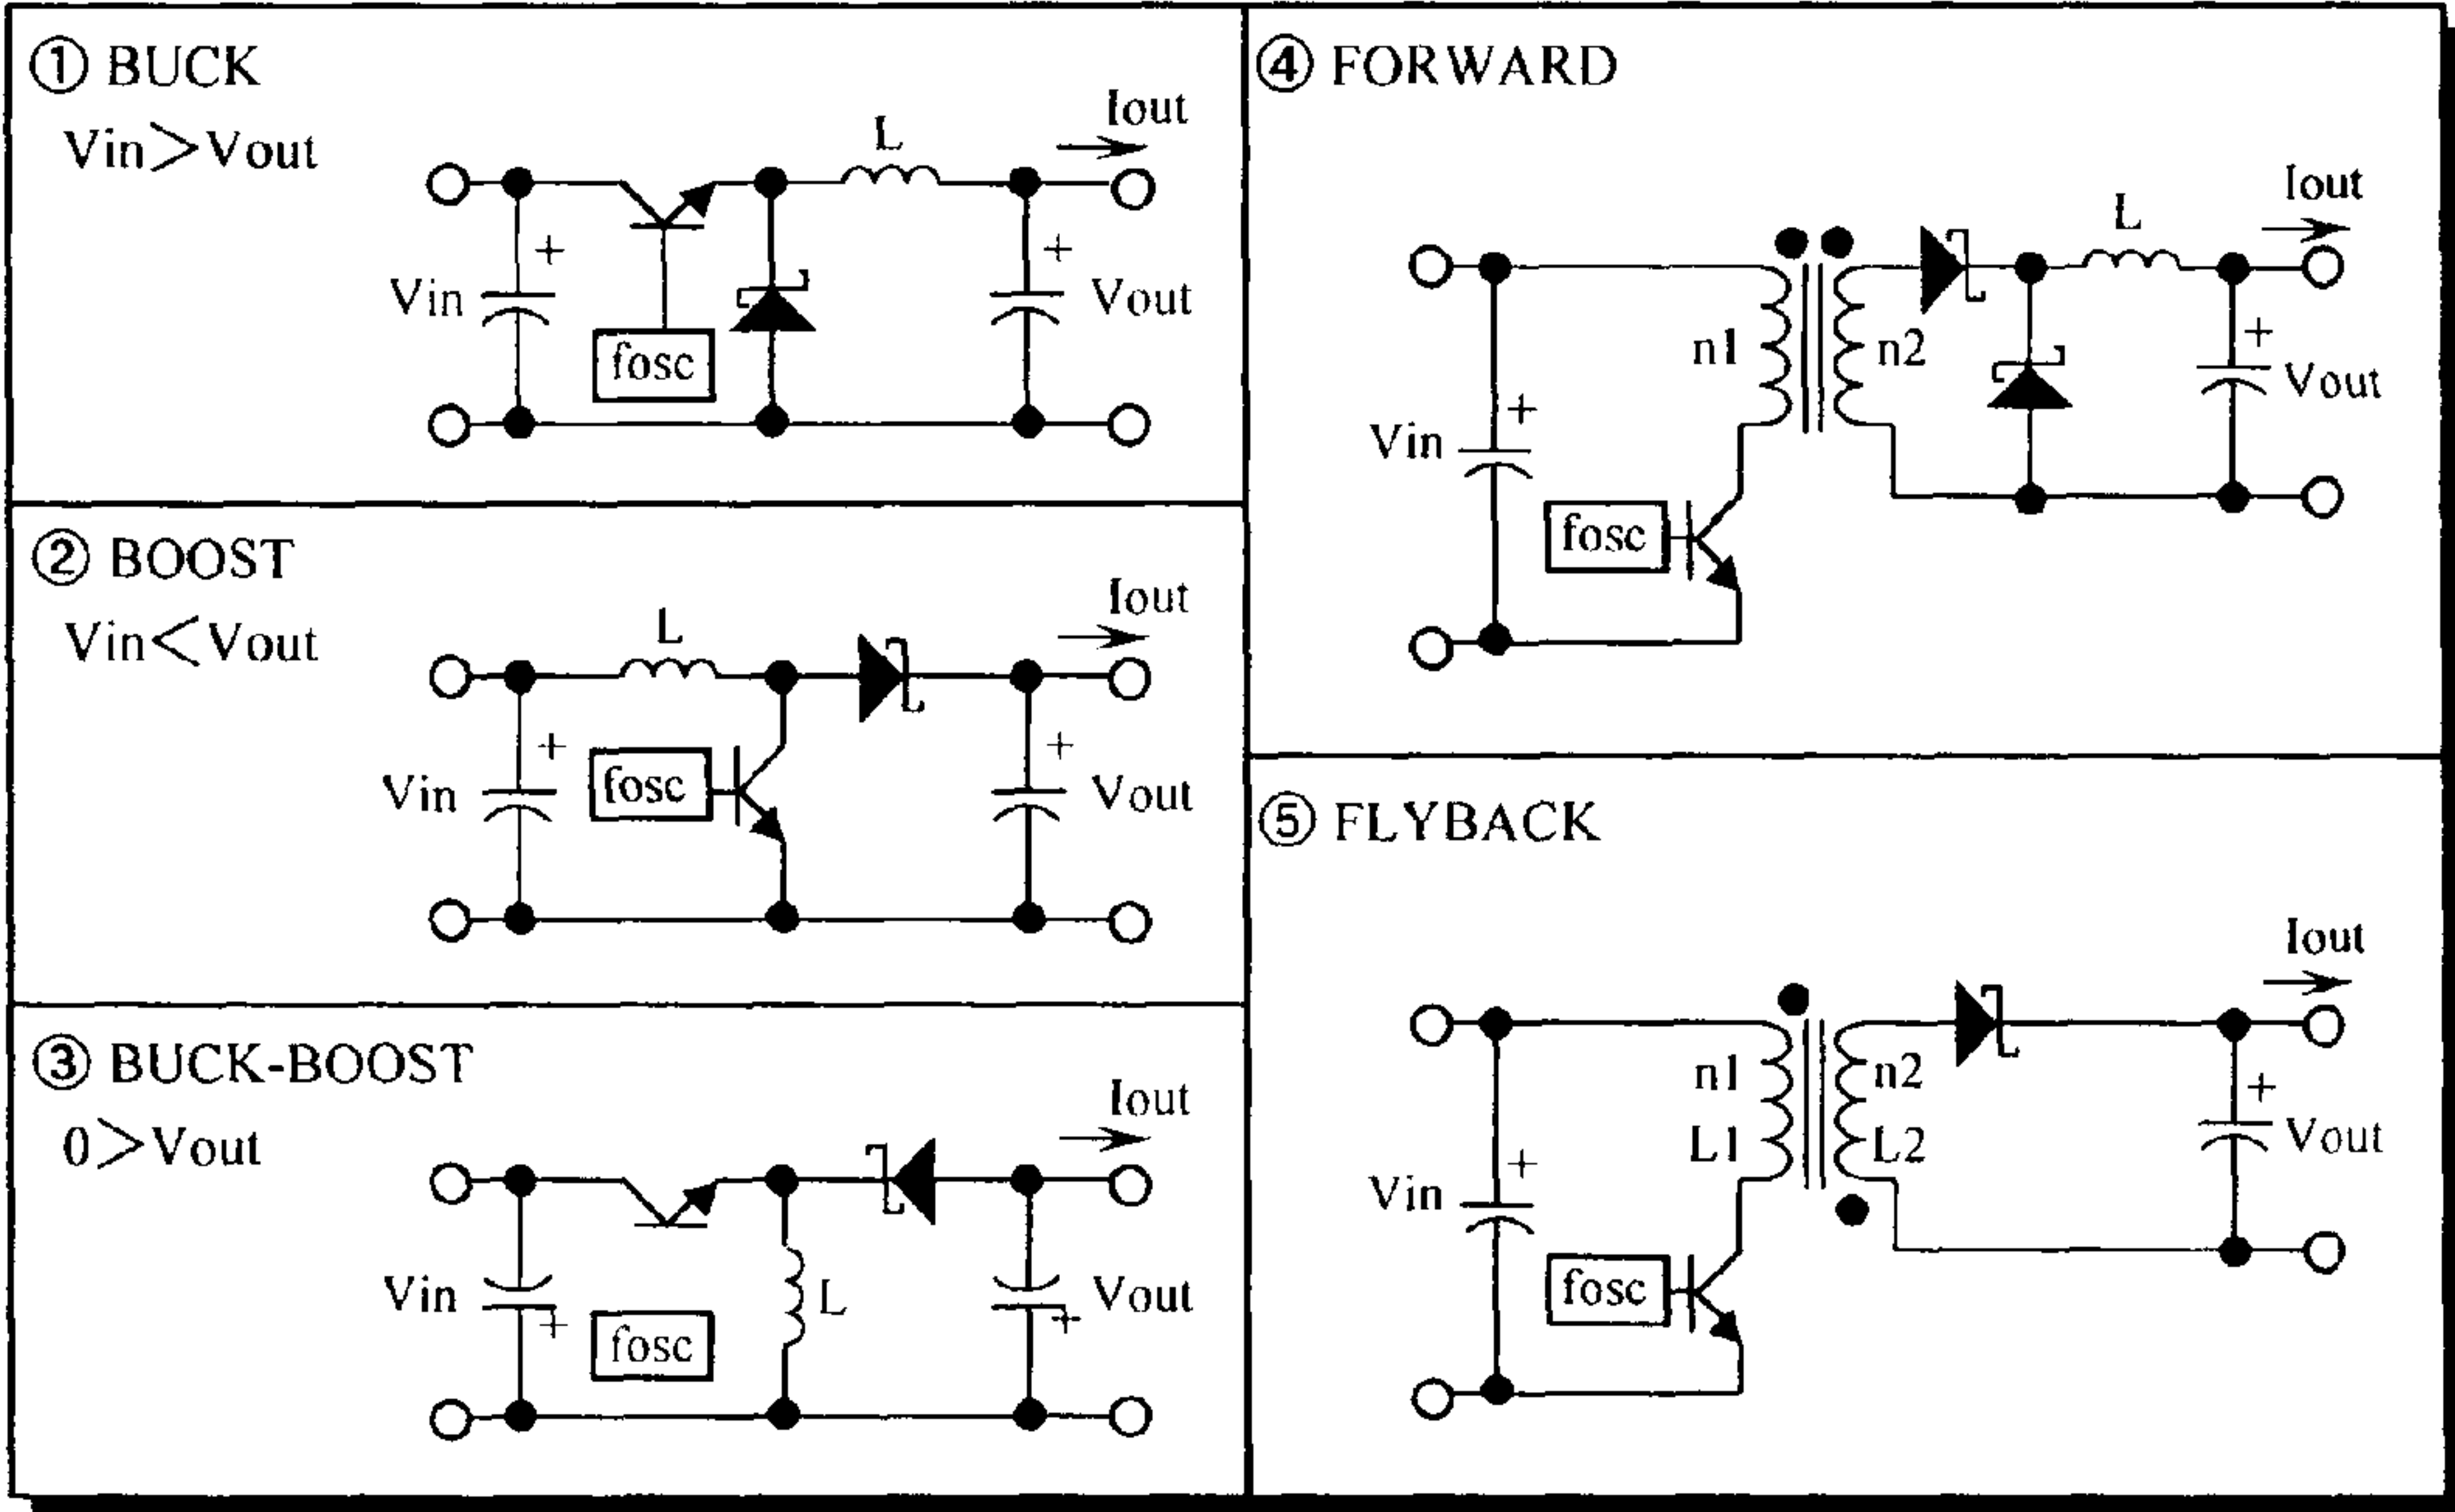 ① BUCK
Vin>Vout
L
Iout
+
+
Vin
Vout
fosc
② BOOST
Vin<Vout
L
Iout
+
+
Vin
fosc
Vout
③ BUCK-BOOST
0>Vout
Iout
Vin
L
Vout
+
+
fosc
④ FORWARD
Iout
L
n1
n2
+
Vout
+
Vin
fosc
⑤ FLYBACK
Iout
n1
n2
+
L1
L2
Vout
+
Vin
fosc